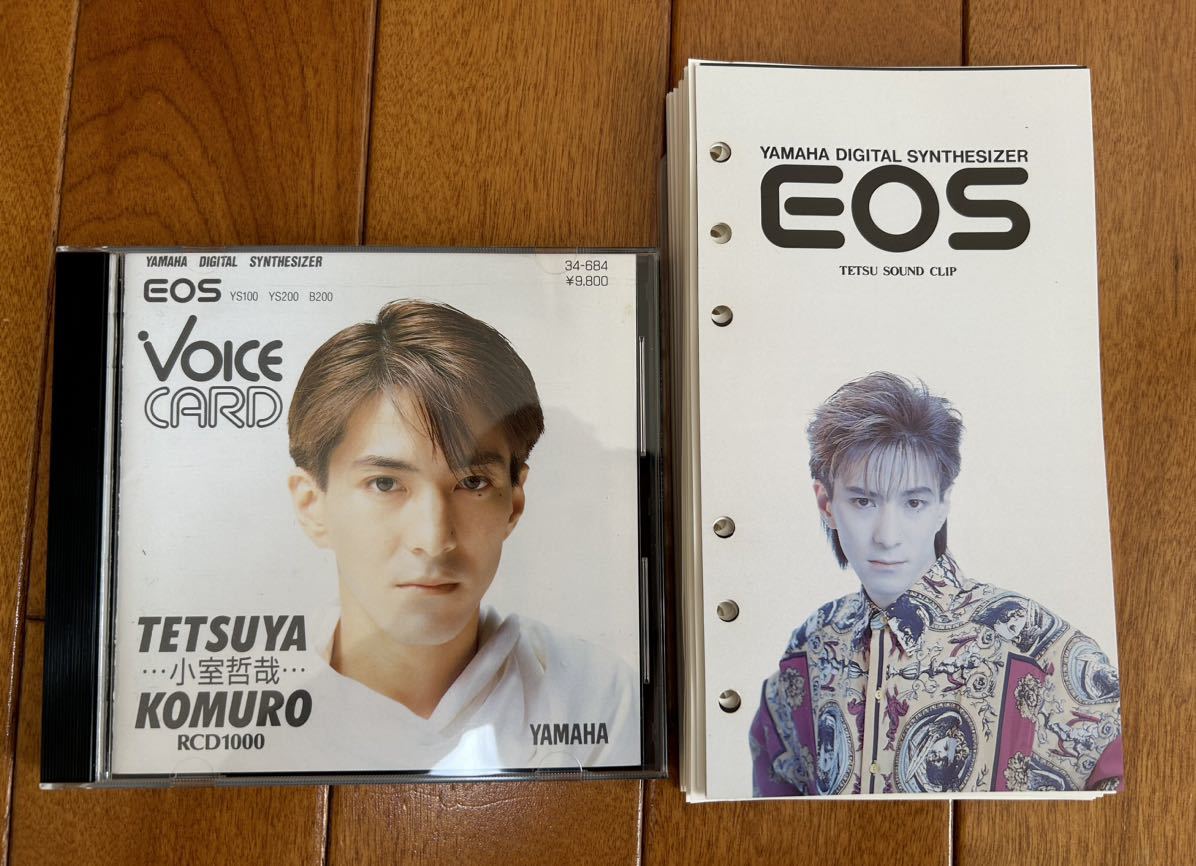 YAMAHA DIGITAL SYNTHESIZER
EOS YS100 YS200 B200
34-684
¥9.800
VOICE
CARD
TETSUYA
…小室哲哉…
KOMURO
RCD1000
YAMAHA
YAMAHA DIGITAL SYNTHESIZER
EOS
TETSU SOUND CLIP